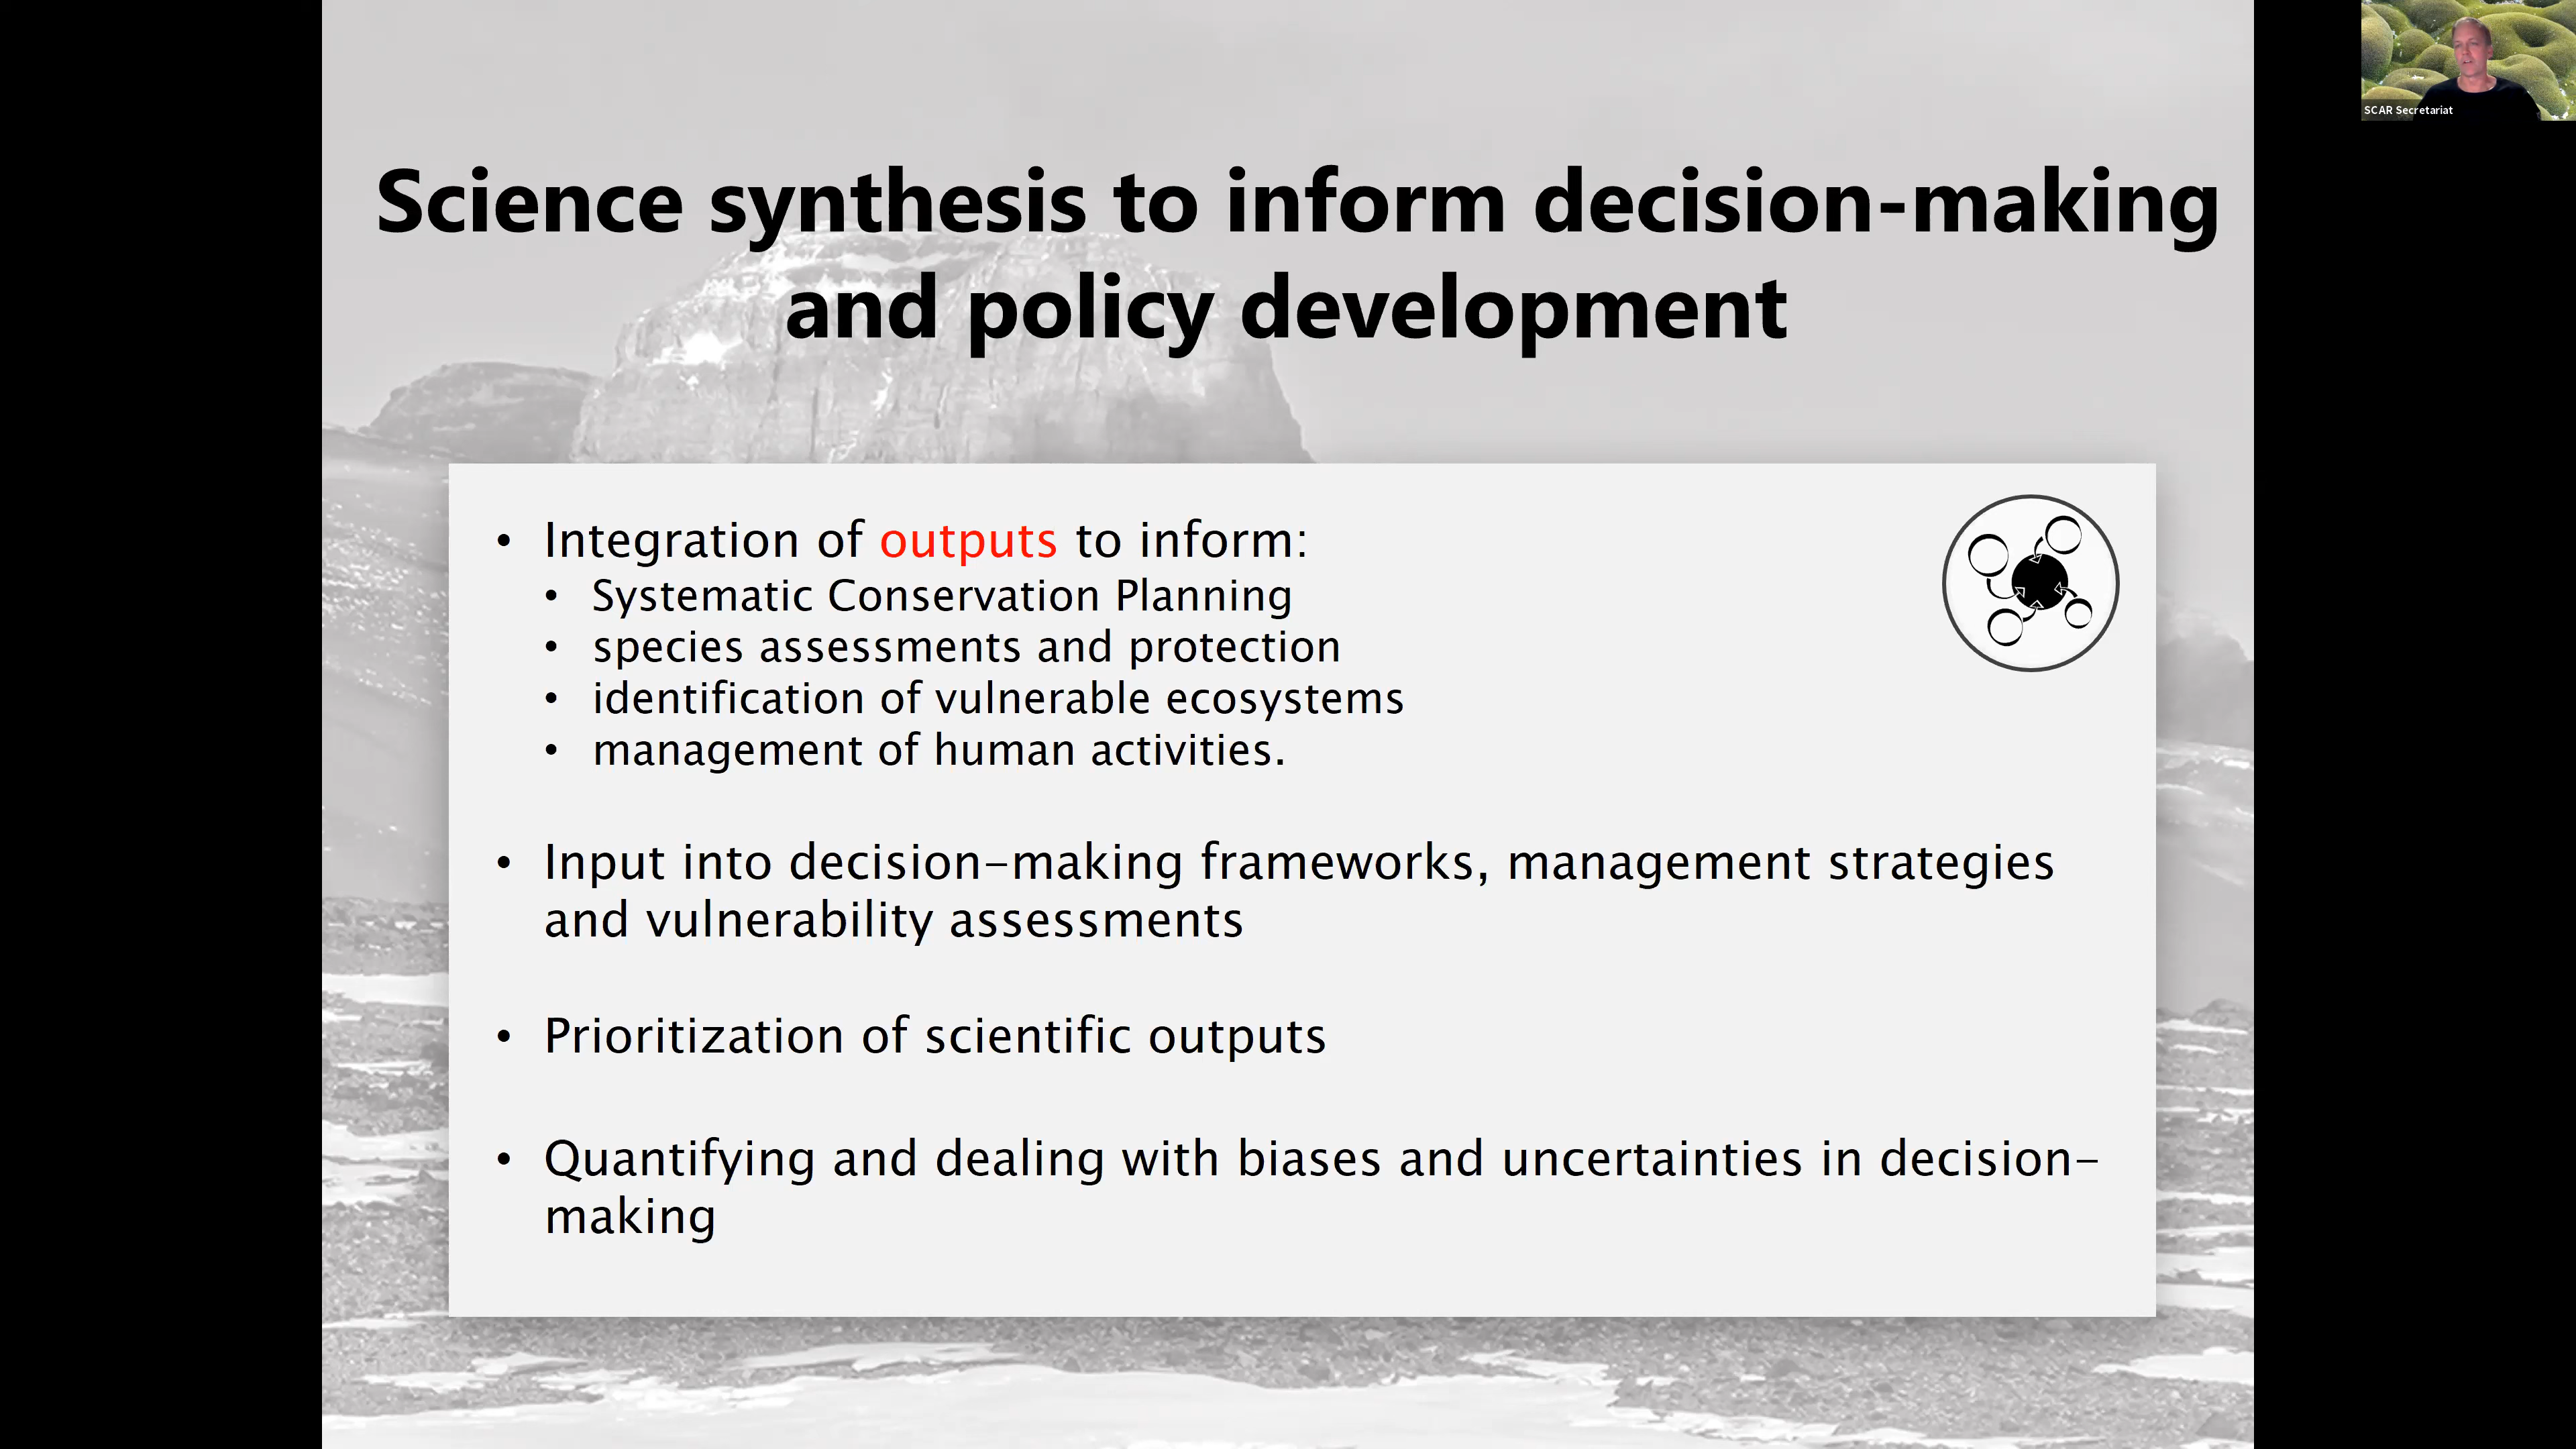 SCAR Secretariat
Science synthesis to inform decision-making
and policy development
• Integration of outputs to inform:
• Systematic Conservation Planning
• species assessments and protection
• identification of vulnerable ecosystems
• management of human activities.
• Input into decision-making frameworks, management strategies
and vulnerability assessments
• Prioritization of scientific outputs
• Quantifying and dealing with biases and uncertainties in decision-
making